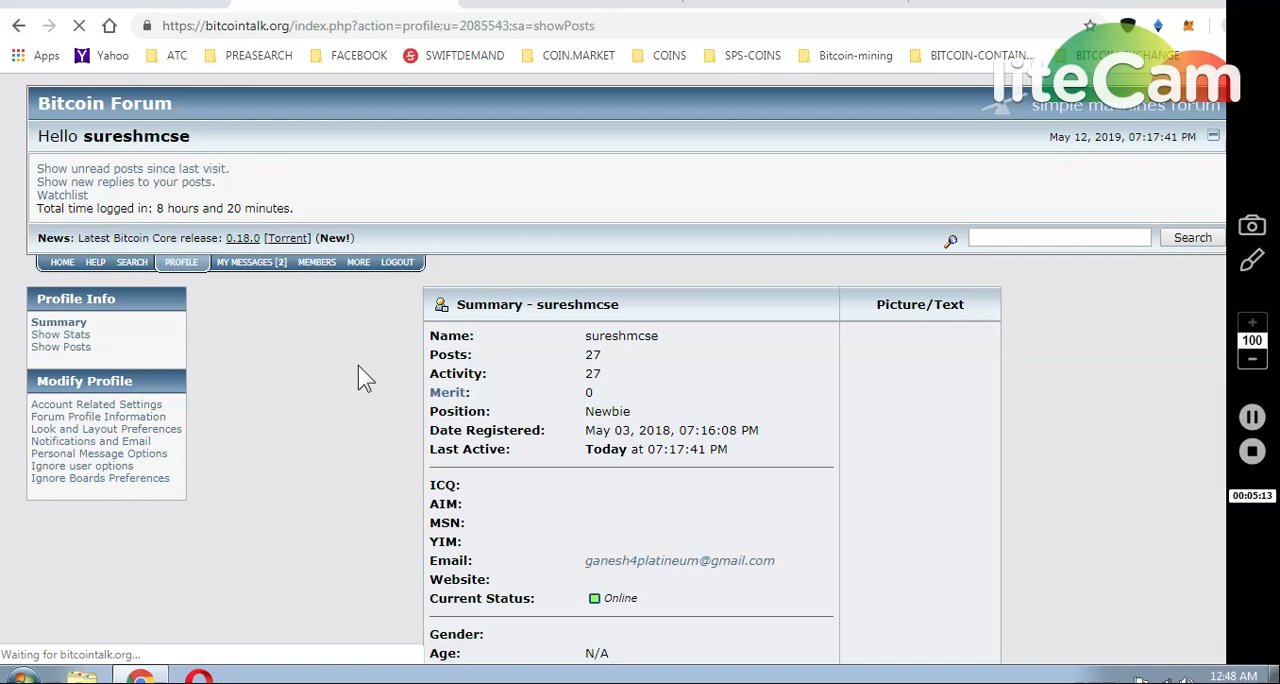 https://bitcointalk.org/index.php?action=profile;u=2085543;sa=showPosts
Apps Yahoo ATC PREASEARCH FACEBOOK SWIFTDEMAND COIN.MARKET COINS SPS-COINS Bitcoin-mining BITCOIN-CONTAIN... BITCOIN-EXCHANGE
liteCam
Bitcoin Forum
simple machines forum
Hello sureshmcse
May 12, 2019, 07:17:41 PM
Show unread posts since last visit.
Show new replies to your posts.
Watchlist
Total time logged in: 8 hours and 20 minutes.
News: Latest Bitcoin Core release: 0.18.0 [Torrent] (New!)
Search
HOME HELP SEARCH PROFILE MY MESSAGES [2] MEMBERS MORE LOGOUT
Profile Info
Summary
Show Stats
Show Posts
Modify Profile
Account Related Settings
Forum Profile Information
Look and Layout Preferences
Notifications and Email
Personal Message Options
Ignore user options
Ignore Boards Preferences
Summary - sureshmcse
Picture/Text
Name: sureshmcse
Posts: 27
Activity: 27
Merit: 0
Position: Newbie
Date Registered: May 03, 2018, 07:16:08 PM
Last Active: Today at 07:17:41 PM
ICQ:
AIM:
MSN:
YIM:
Email: ganesh4platineum@gmail.com
Website:
Current Status: Online
Gender:
Age: N/A
100
00:05:13
Waiting for bitcointalk.org...
12:48 AM